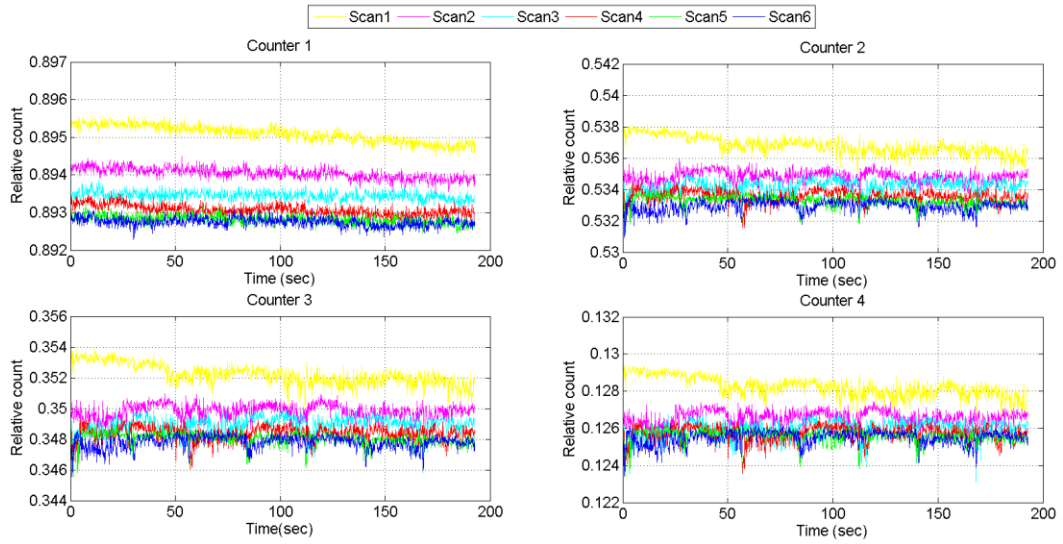 Scan1 Scan2 Scan3 Scan4 Scan5 Scan6
Counter 1
0.897
0.896
0.895
0.894
0.893
0.892
Relative count
0 50 100 150 200
Time (sec)
Counter 2
0.542
0.54
0.538
0.536
0.534
0.532
0.53
Relative count
0 50 100 150 200
Time (sec)
Counter 3
0.356
0.354
0.352
0.35
0.348
0.346
0.344
Relative count
0 50 100 150 200
Time(sec)
Counter 4
0.132
0.13
0.128
0.126
0.124
0.122
Relative count
0 50 100 150 200
Time (sec)